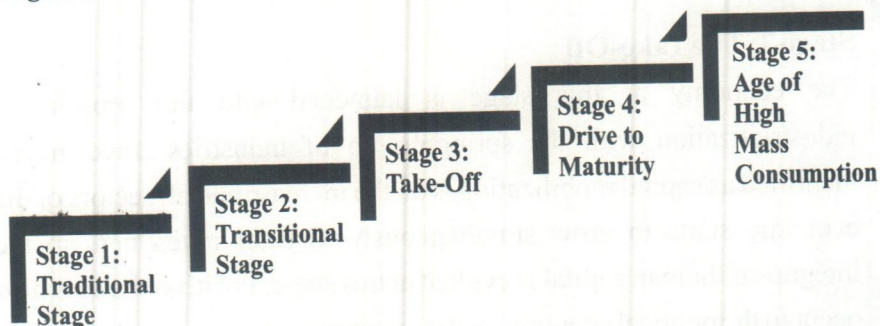 Stage 1:
Traditional
Stage
Stage 2:
Transitional
Stage
Stage 3:
Take-Off
Stage 4:
Drive to
Maturity
Stage 5:
Age of
High
Mass
Consumption